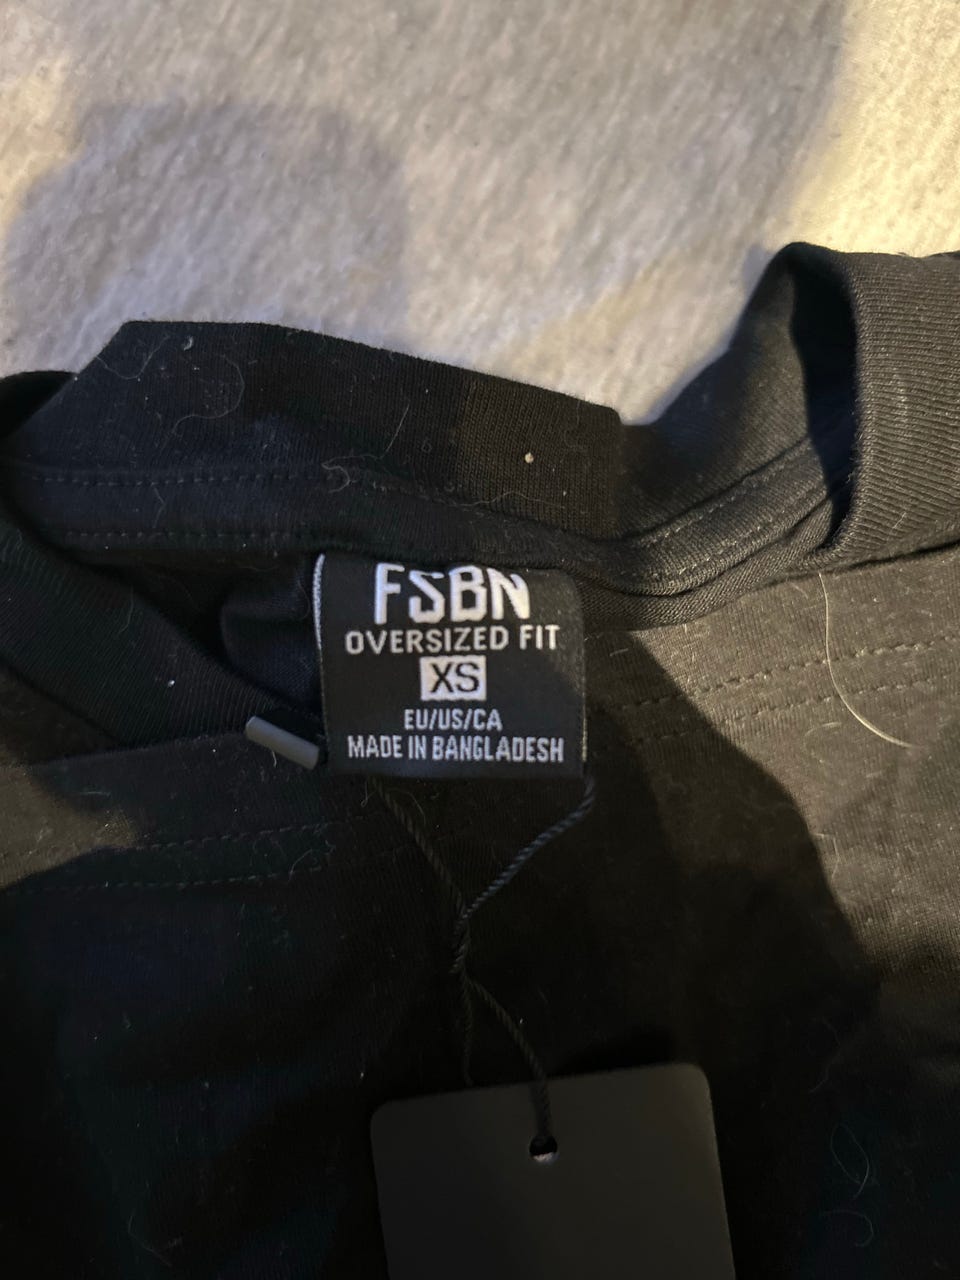 FSBN
OVERSIZED FIT
XS
EU/US/CA
MADE IN BANGLADESH